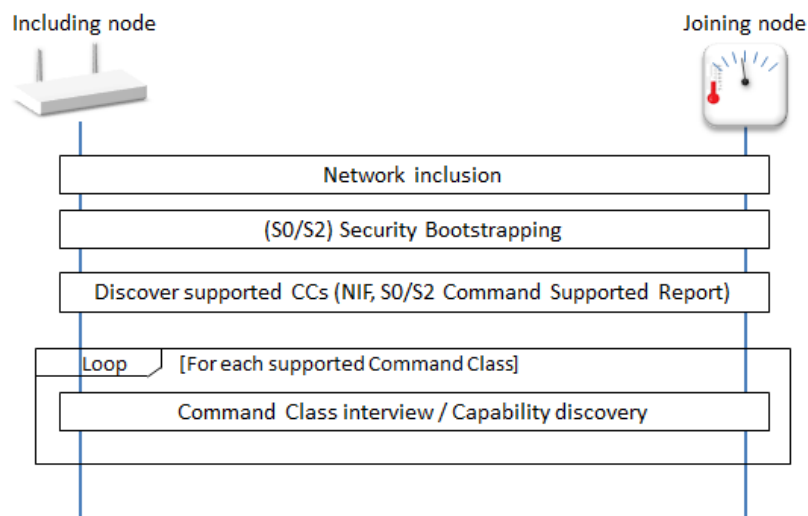 Including node
Joining node
Network inclusion
(S0/S2) Security Bootstrapping
Discover supported CCs (NIF, S0/S2 Command Supported Report)
Loop
[For each supported Command Class]
Command Class interview / Capability discovery